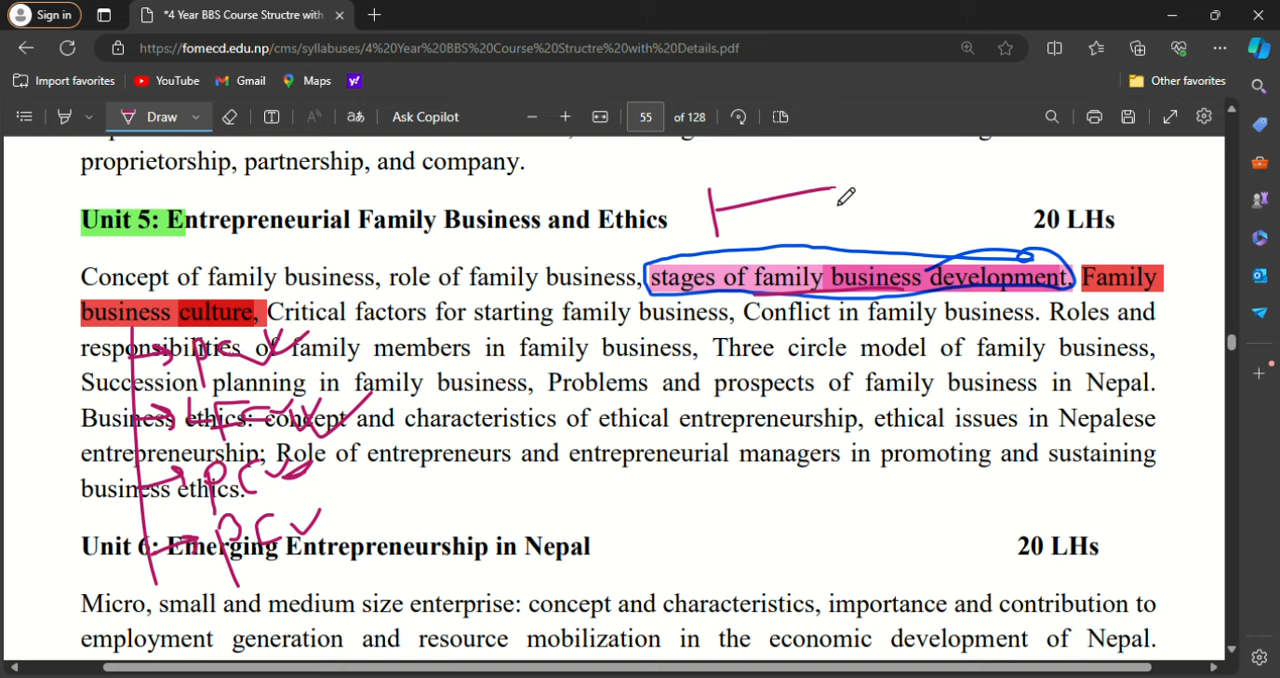 Sign in
*4 Year BBS Course Structre with
https://fomecd.edu.np/cms/syllabuses/4%20Year%20BBS%20Course%20Structre%20with%20Details.pdf
Import favorites YouTube Gmail Maps y! Other favorites
Draw aあ Ask Copilot 55 of 128
proprietorship, partnership, and company.
Unit 5: Entrepreneurial Family Business and Ethics 20 LHs
Concept of family business, role of family business, stages of family business development, Family
business culture, Critical factors for starting family business, Conflict in family business. Roles and
responsibilities of family members in family business, Three circle model of family business,
Succession planning in family business, Problems and prospects of family business in Nepal.
Business ethics: concept and characteristics of ethical entrepreneurship, ethical issues in Nepalese
entrepreneurship; Role of entrepreneurs and entrepreneurial managers in promoting and sustaining
business ethics.
Unit 6: Emerging Entrepreneurship in Nepal 20 LHs
Micro, small and medium size enterprise: concept and characteristics, importance and contribution to
employment generation and resource mobilization in the economic development of Nepal.